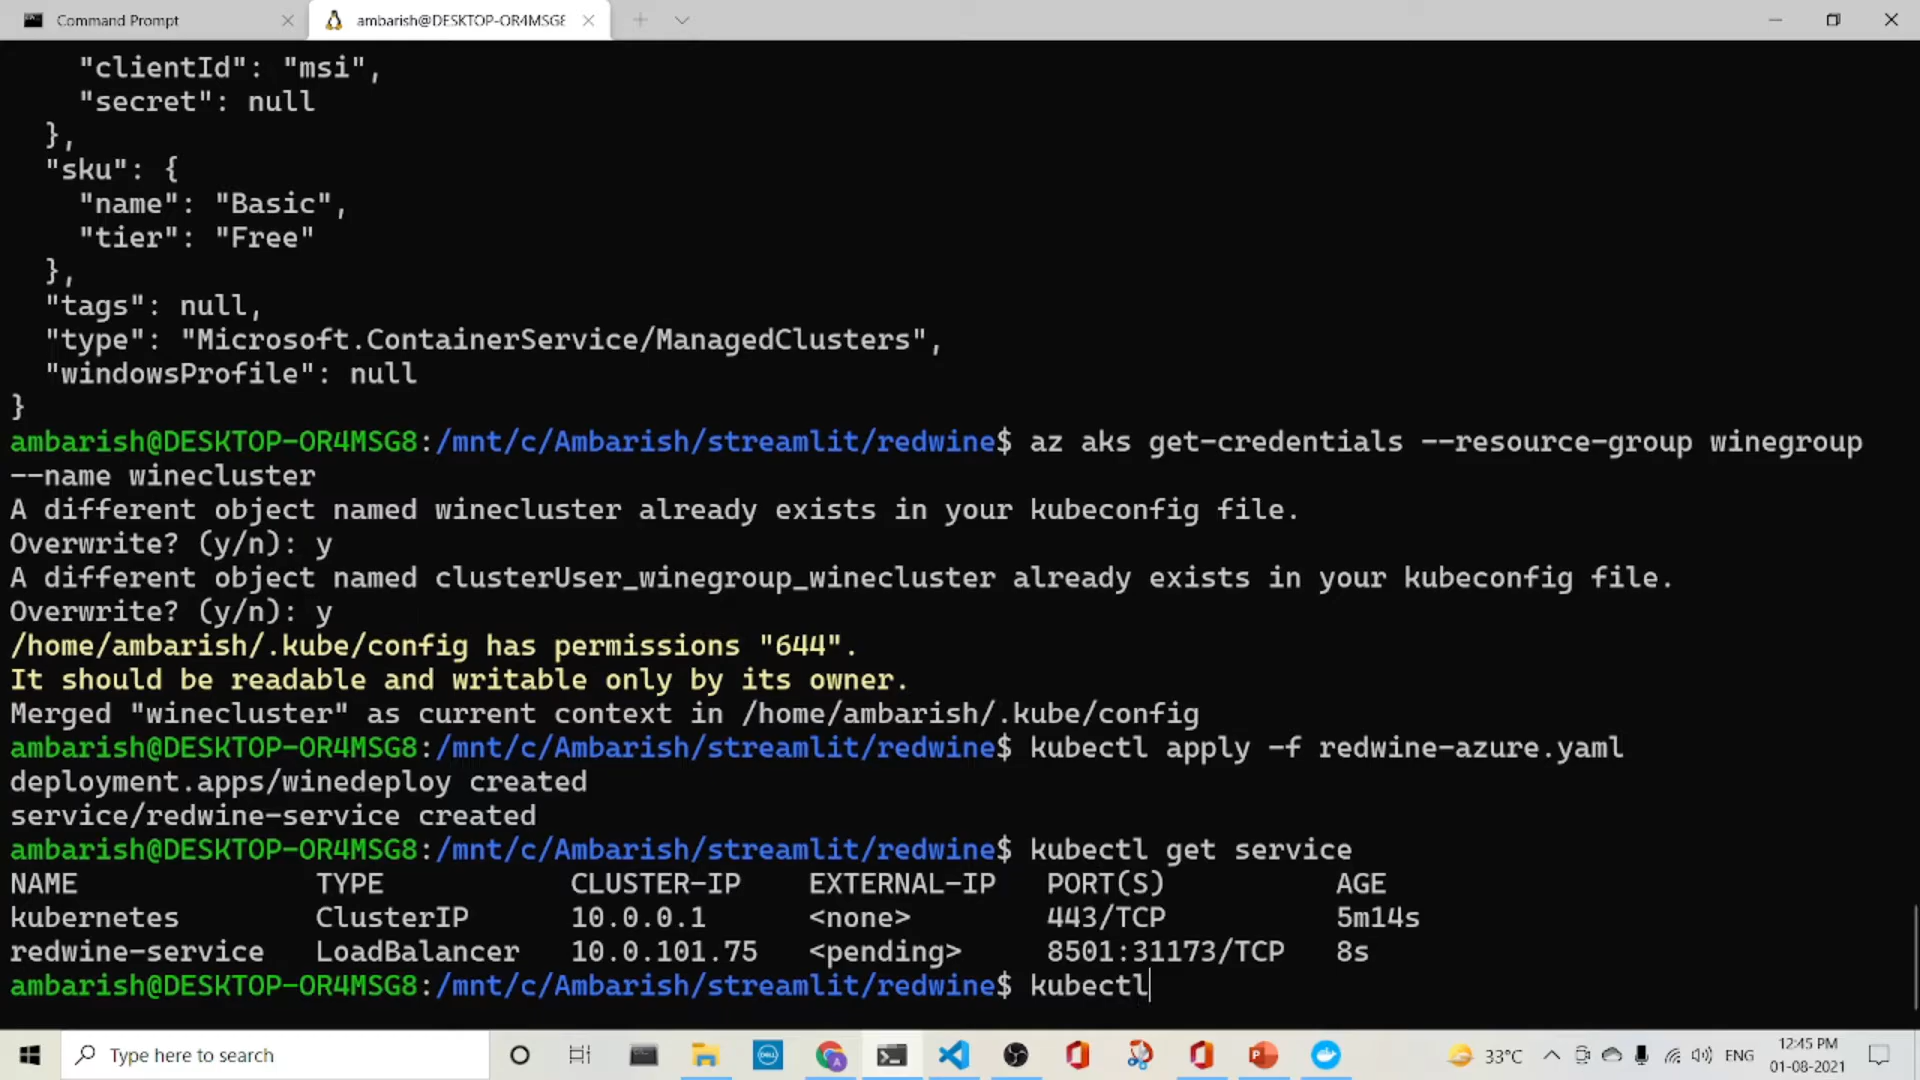 Command Prompt
ambarish@DESKTOP-OR4MSG8
"clientId": "msi",
"secret": null
},
"sku": {
"name": "Basic",
"tier": "Free"
},
"tags": null,
"type": "Microsoft.ContainerService/ManagedClusters",
"windowsProfile": null
}
ambarish@DESKTOP-OR4MSG8:/mnt/c/Ambarish/streamlit/redwine$ az aks get-credentials --resource-group winegroup
--name winecluster
A different object named winecluster already exists in your kubeconfig file.
Overwrite? (y/n): y
A different object named clusterUser_winegroup_winecluster already exists in your kubeconfig file.
Overwrite? (y/n): y
/home/ambarish/.kube/config has permissions "644".
It should be readable and writable only by its owner.
Merged "winecluster" as current context in /home/ambarish/.kube/config
ambarish@DESKTOP-OR4MSG8:/mnt/c/Ambarish/streamlit/redwine$ kubectl apply -f redwine-azure.yaml
deployment.apps/winedeploy created
service/redwine-service created
ambarish@DESKTOP-OR4MSG8:/mnt/c/Ambarish/streamlit/redwine$ kubectl get service
NAME TYPE CLUSTER-IP EXTERNAL-IP PORT(S) AGE
kubernetes ClusterIP 10.0.0.1 <none> 443/TCP 5m14s
redwine-service LoadBalancer 10.0.101.75 <pending> 8501:31173/TCP 8s
ambarish@DESKTOP-OR4MSG8:/mnt/c/Ambarish/streamlit/redwine$ kubectl
Type here to search
33°C
ENG
12:45 PM
01-08-2021